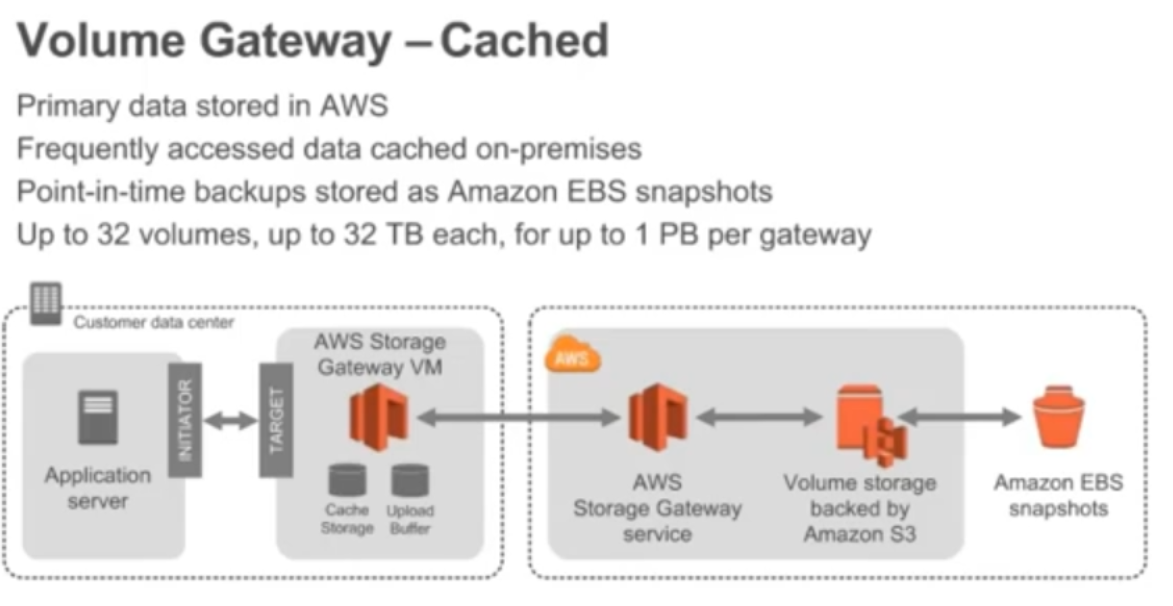 Volume Gateway – Cached
Primary data stored in AWS
Frequently accessed data cached on-premises
Point-in-time backups stored as Amazon EBS snapshots
Up to 32 volumes, up to 32 TB each, for up to 1 PB per gateway
Customer data center
Application
server
INITIATOR
TARGET
AWS Storage
Gateway VM
Cache
Storage
Upload
Buffer
AWS
AWS
Storage Gateway
service
Volume storage
backed by
Amazon S3
Amazon EBS
snapshots